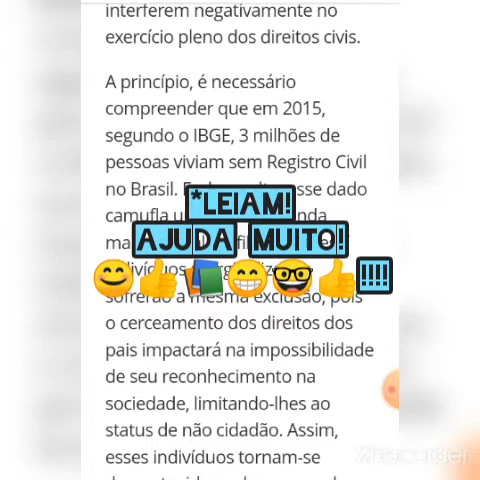 interferem negativamente no
exercício pleno dos direitos civis.
A princípio, é necessário
compreender que em 2015,
segundo o IBGE, 3 milhões de
pessoas viviam sem Registro Civil
no Brasil. dado
*LEIAM!
camufla
AJUDA MUITO!
!!!!
sofrerão a mesma exclusão, pois
o cerceamento dos direitos dos
pais impactará na impossibilidade
de seu reconhecimento na
sociedade, limitando-lhes ao
status de não cidadão. Assim,
esses indivíduos tornam-se